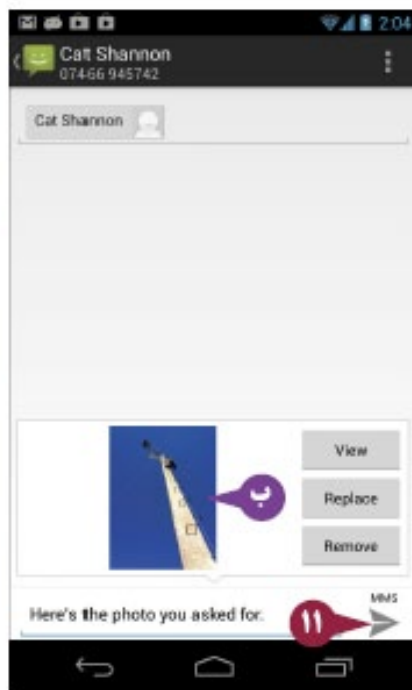 2:04
Cat Shannon
07466 945742
Cat Shannon
View
ب
Replace
Remove
MMS
Here's the photo you asked for.
١١